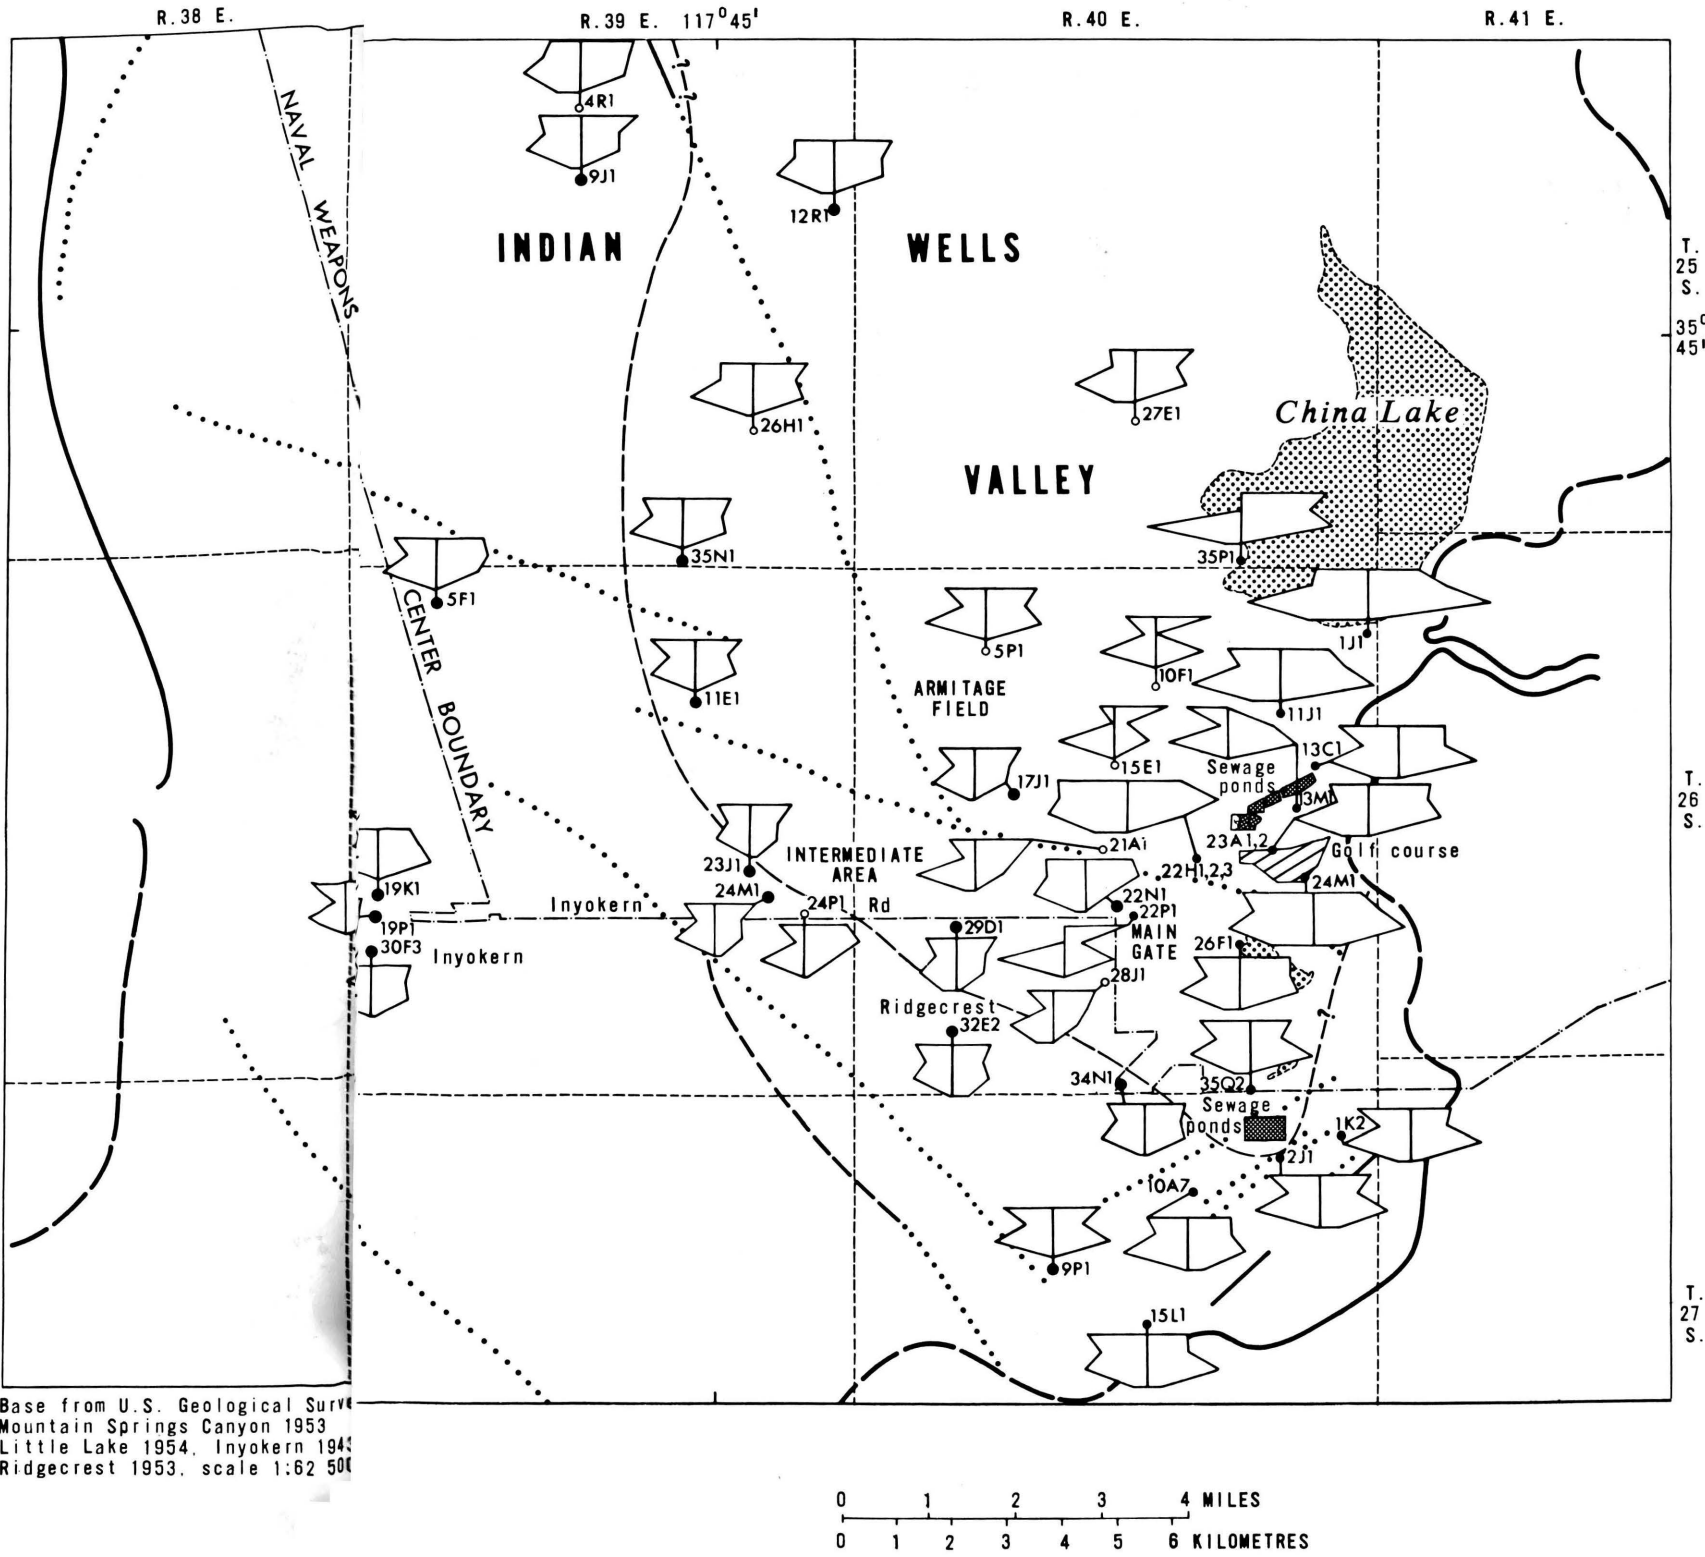 R.38 E.
R.39 E. 117°45'
R.40 E.
R.41 E.
4R1
9J1
12R1
NAVAL WEAPONS
INDIAN WELLS
T.
25
S.
35°
45'
26H1
27E1
China Lake
VALLEY
35N1
35P1
5F1
CENTER BOUNDARY
1J1
5P1
10F1
11E1
ARMITAGE
FIELD
11J1
13C1
15E1
Sewage
ponds
17J1
T.
26
S.
21A1
23A1,2
Golf course
INTERMEDIATE
AREA
23J1
22H1,2,3
24M1
19K1
24M1
22N1
Inyokern Rd
24P1
22P1
19P1
29D1
MAIN
GATE
26F1
30F3
Inyokern
28J1
Ridgecrest
32E2
34N1
35Q2
Sewage
ponds
1K2
2J1
10A7
9P1
15L1
T.
27
S.
Base from U.S. Geological Surve
Mountain Springs Canyon 1953
Little Lake 1954, Inyokern 194
Ridgecrest 1953, scale 1:62 500
0 1 2 3 4 MILES
0 1 2 3 4 5 6 KILOMETRES